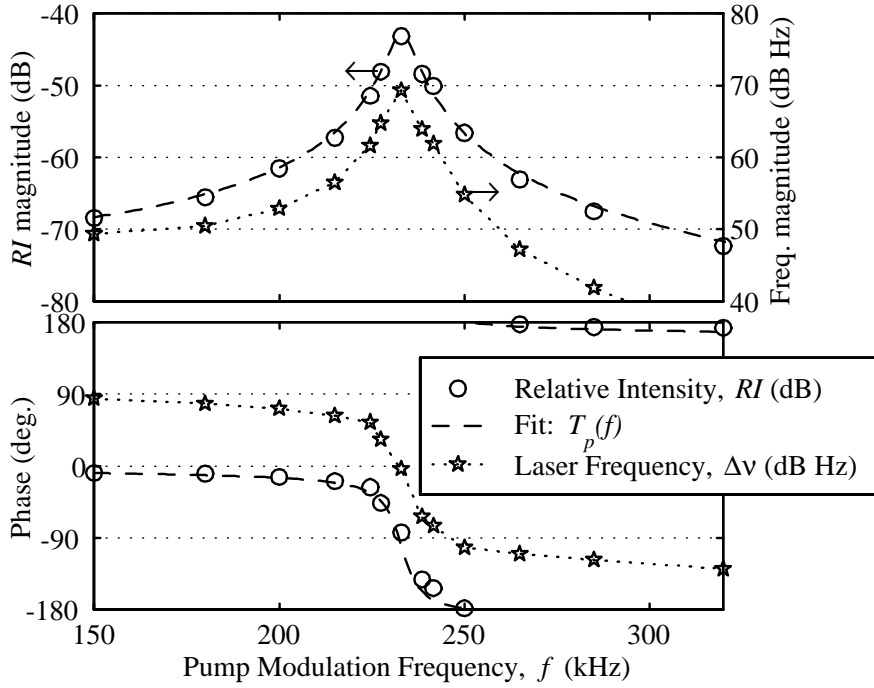 -40
-50
-60
-70
-80
RI magnitude (dB)
80
70
60
50
40
Freq. magnitude (dB Hz)
180
90
0
-90
-180
Phase (deg.)
Relative Intensity, RI (dB)
Fit: T_p(f)
Laser Frequency, Δν (dB Hz)
150 200 250 300
Pump Modulation Frequency, f (kHz)